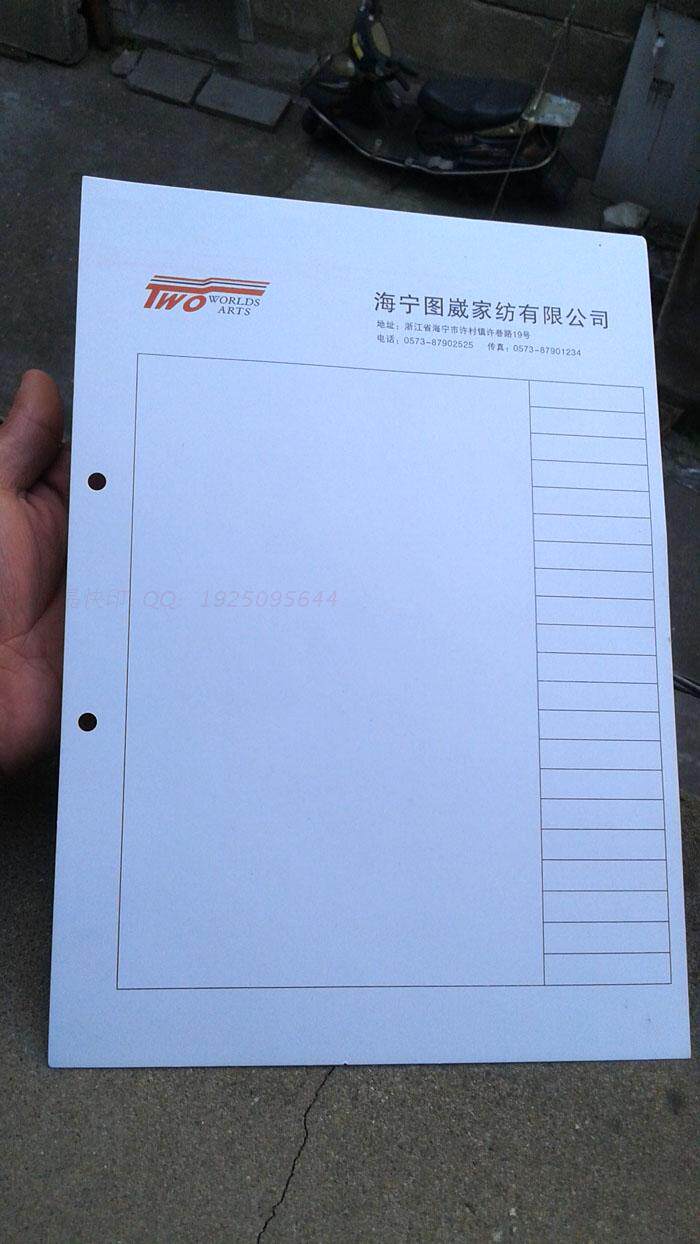 TWO WORLDS
ARTS
海宁图崴家纺有限公司
地址：浙江省海宁市许村镇许巷路19号
电话：0573-87902525 传真：0573-87901234
快印 QQ：1925095644